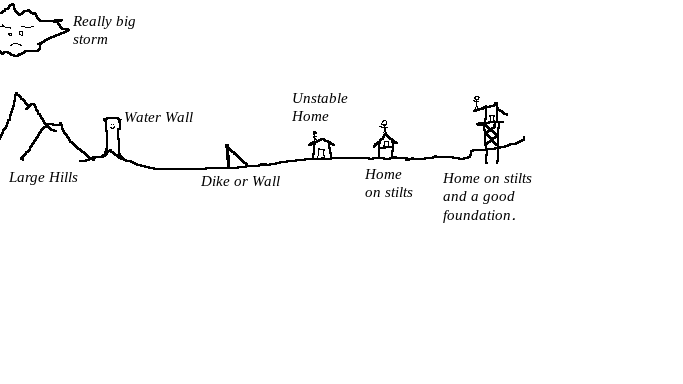 Really big
storm
Unstable
Home
Water Wall
Large Hills
Dike or Wall
Home
on stilts
Home on stilts
and a good
foundation.